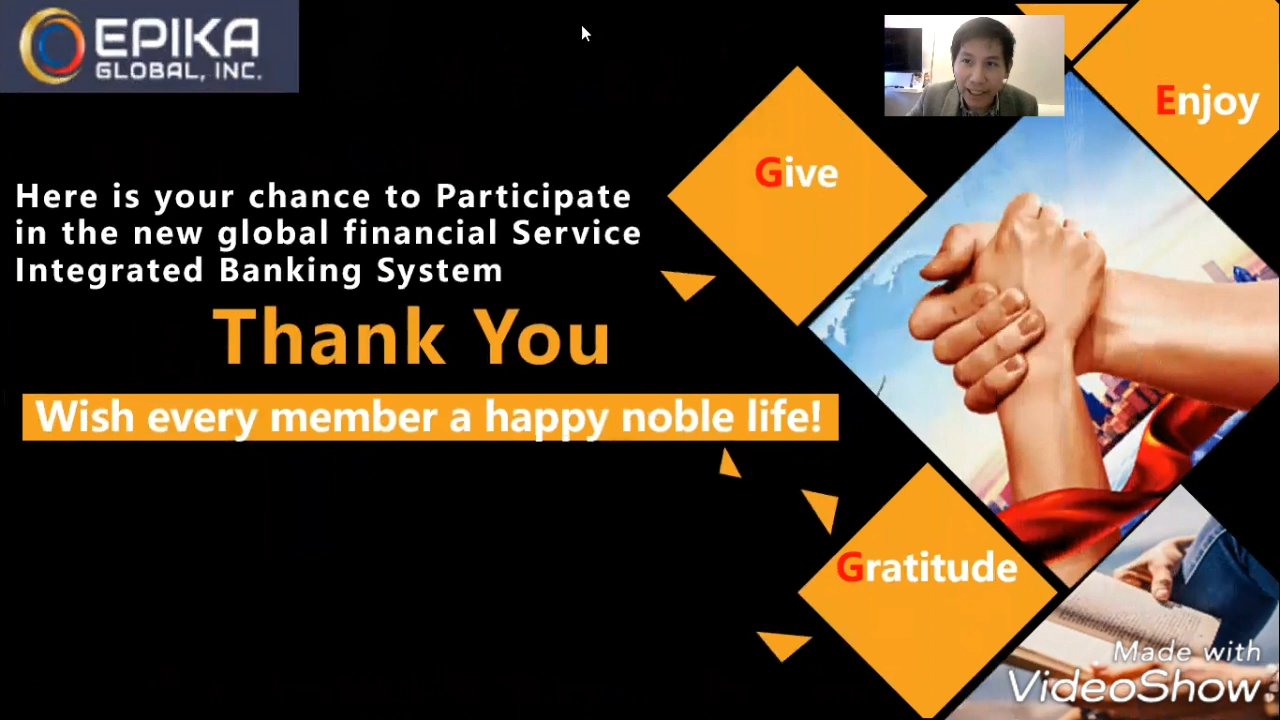 EPIKA
GLOBAL, INC.
Enjoy
Give
Here is your chance to Participate
in the new global financial Service
Integrated Banking System
Thank You
Wish every member a happy noble life!
Gratitude
Made with
VideoShow